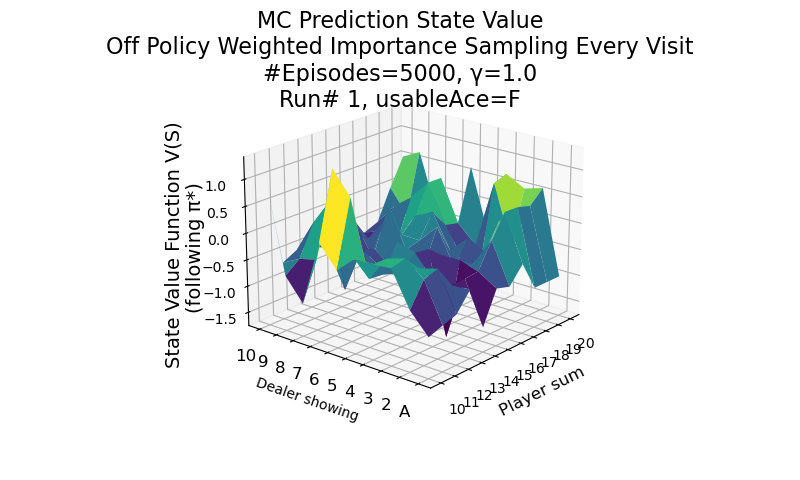 MC Prediction State Value
Off Policy Weighted Importance Sampling Every Visit
#Episodes=5000, γ=1.0
Run# 1, usableAce=F
State Value Function V(S)
(following π*)
1.0
0.5
0.0
−0.5
−1.0
−1.5
10 9 8 7 6 5 4 3 2 A
Dealer showing
10 11 12 13 14 15 16 17 18 19 20
Player sum